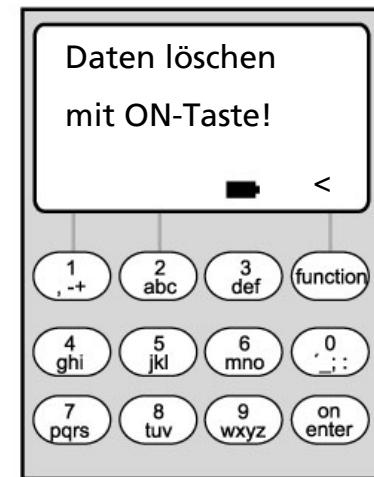 Daten löschen
mit ON-Taste!
<
1 2 3 function
, -+ abc def
4 5 6 0
ghi jkl mno ´_; :
7 8 9 on
pqrs tuv wxyz enter